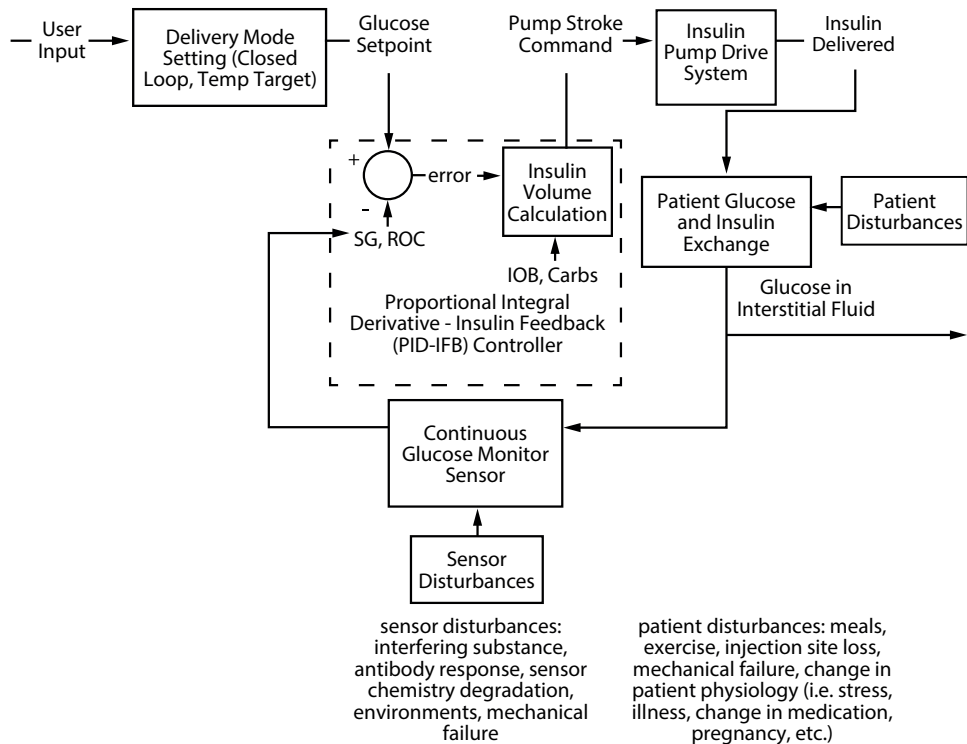 User
Input
Delivery Mode
Setting (Closed
Loop, Temp Target)
Glucose
Setpoint
Pump Stroke
Command
Insulin
Pump Drive
System
Insulin
Delivered
+
-
error
SG, ROC
Insulin
Volume
Calculation
IOB, Carbs
Proportional Integral
Derivative - Insulin Feedback
(PID-IFB) Controller
Patient Glucose
and Insulin
Exchange
Patient
Disturbances
Glucose in
Interstitial Fluid
Continuous
Glucose Monitor
Sensor
Sensor
Disturbances
sensor disturbances:
interfering substance,
antibody response, sensor
chemistry degradation,
environments, mechanical
failure
patient disturbances: meals,
exercise, injection site loss,
mechanical failure, change in
patient physiology (i.e. stress,
illness, change in medication,
pregnancy, etc.)